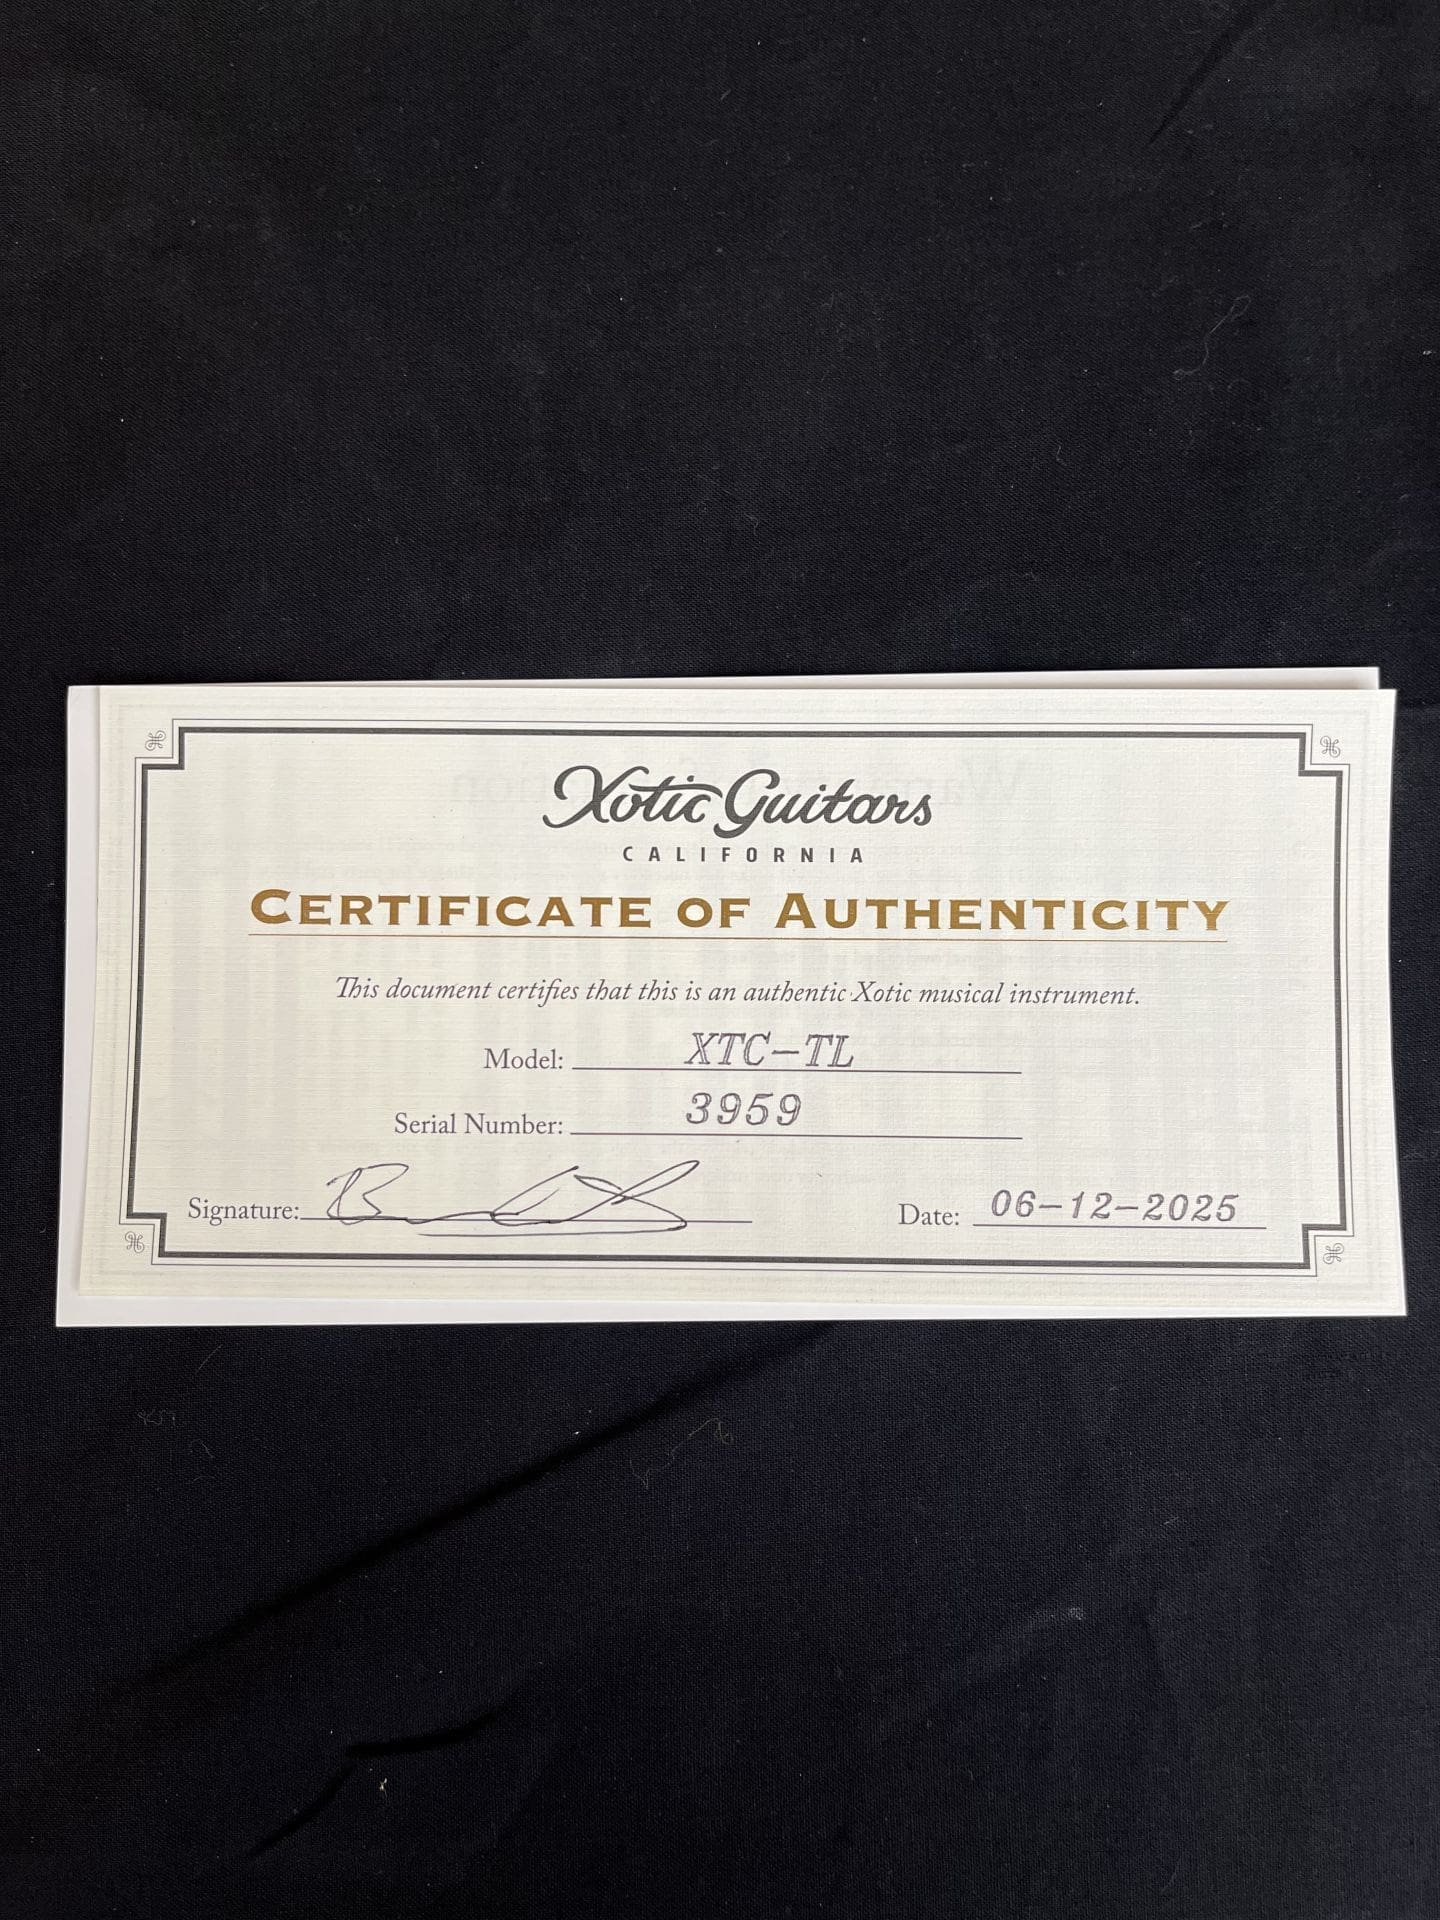 Xotic Guitars
CALIFORNIA
CERTIFICATE OF AUTHENTICITY
This document certifies that this is an authentic Xotic musical instrument.
Model: XTC-TL
Serial Number: 3959
Signature: Date: 06-12-2025